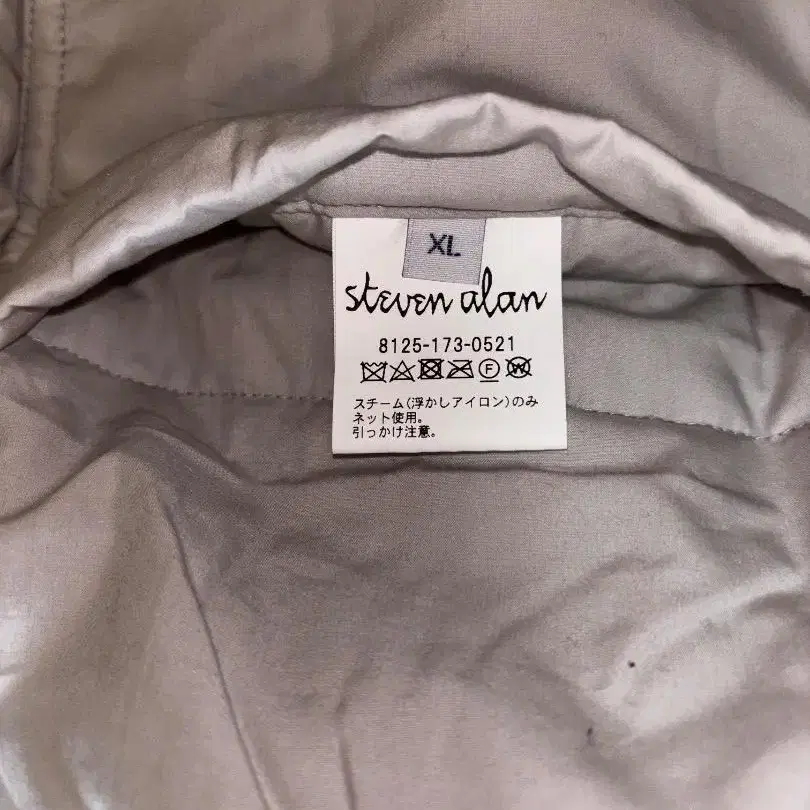 XL
steven alan
8125-173-0521
F W
スチーム(浮かしアイロン)のみ
ネット使用。
引っかけ注意。